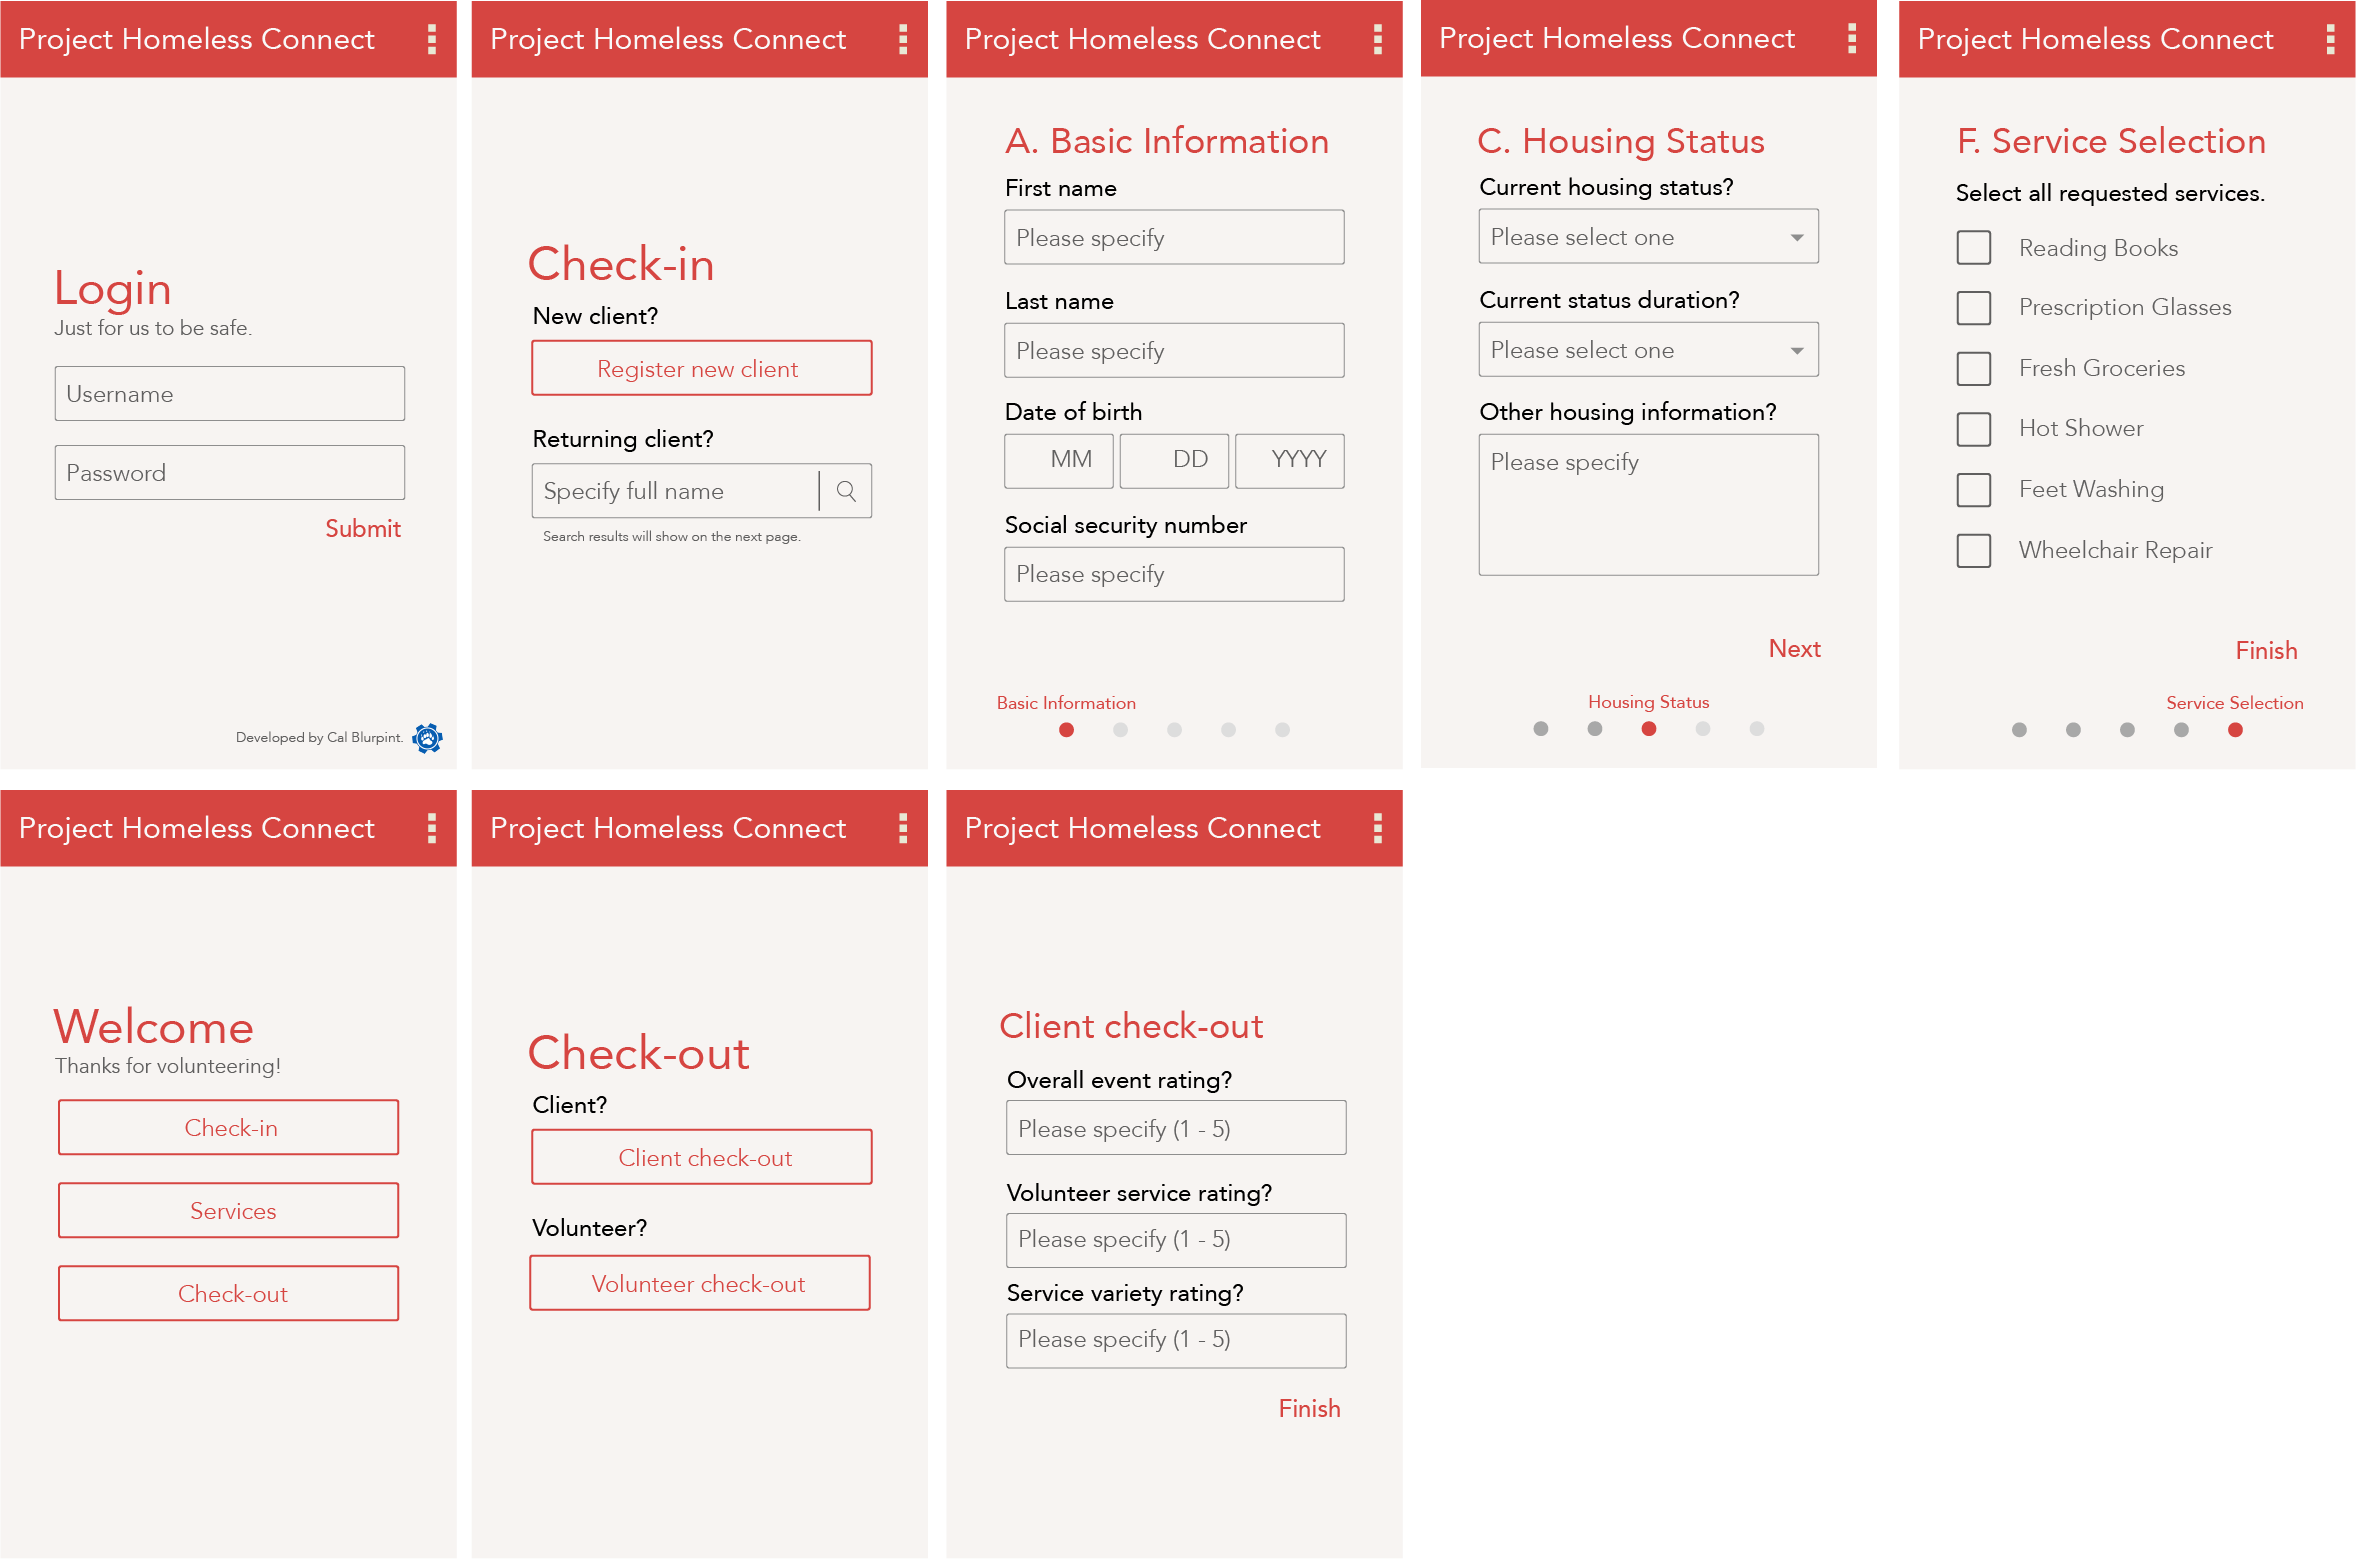 Project Homeless Connect
Login
Just for us to be safe.
Username
Password
Submit
Developed by Cal Blurpint.
Project Homeless Connect
Check-in
New client?
Register new client
Returning client?
Specify full name
Search results will show on the next page.
Project Homeless Connect
A. Basic Information
First name
Please specify
Last name
Please specify
Date of birth
MM DD YYYY
Social security number
Please specify
Basic Information
Project Homeless Connect
C. Housing Status
Current housing status?
Please select one
Current status duration?
Please select one
Other housing information?
Please specify
Next
Housing Status
Project Homeless Connect
F. Service Selection
Select all requested services.
Reading Books
Prescription Glasses
Fresh Groceries
Hot Shower
Feet Washing
Wheelchair Repair
Finish
Service Selection
Project Homeless Connect
Welcome
Thanks for volunteering!
Check-in
Services
Check-out
Project Homeless Connect
Check-out
Client?
Client check-out
Volunteer?
Volunteer check-out
Project Homeless Connect
Client check-out
Overall event rating?
Please specify (1 - 5)
Volunteer service rating?
Please specify (1 - 5)
Service variety rating?
Please specify (1 - 5)
Finish